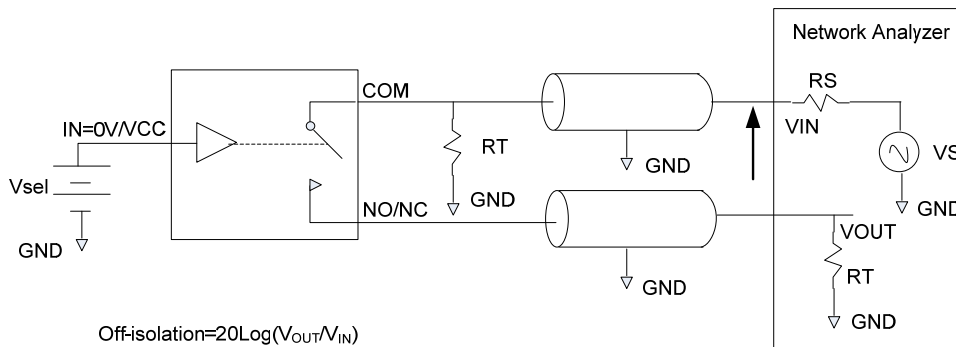 Network Analyzer
COM
RS
IN=0V/VCC
VIN
RT
Vsel
GND
VS
GND
NO/NC
GND
VOUT
GND
GND
RT
Off-isolation=20Log(VOUT/VIN)
GND